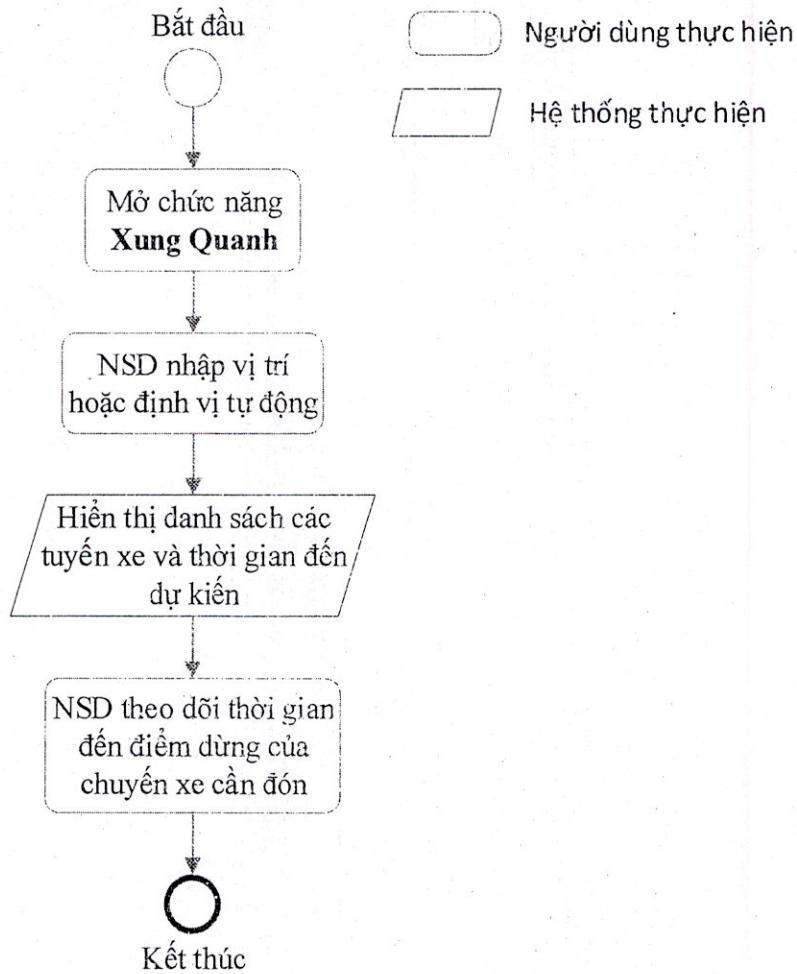 Bắt đầu
Người dùng thực hiện
Hệ thống thực hiện
Mở chức năng
Xung Quanh
NSD nhập vị trí
hoặc định vị tự động
Hiển thị danh sách các
tuyến xe và thời gian đến
dự kiến
NSD theo dõi thời gian
đến điểm dừng của
chuyến xe cần đón
Kết thúc